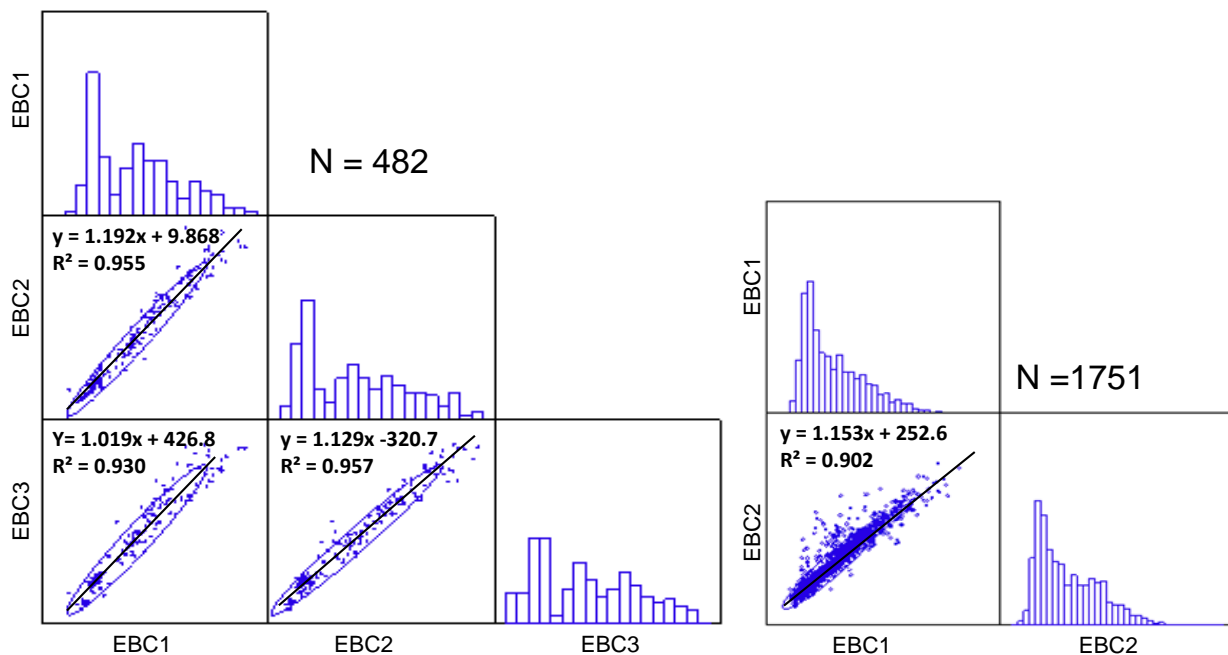 EBC1
N = 482
y = 1.192x + 9.868
R² = 0.955
EBC2
Y= 1.019x + 426.8
R² = 0.930
y = 1.129x -320.7
R² = 0.957
EBC3
EBC1
EBC2
EBC3
EBC1
N =1751
y = 1.153x + 252.6
R² = 0.902
EBC2
EBC1
EBC2